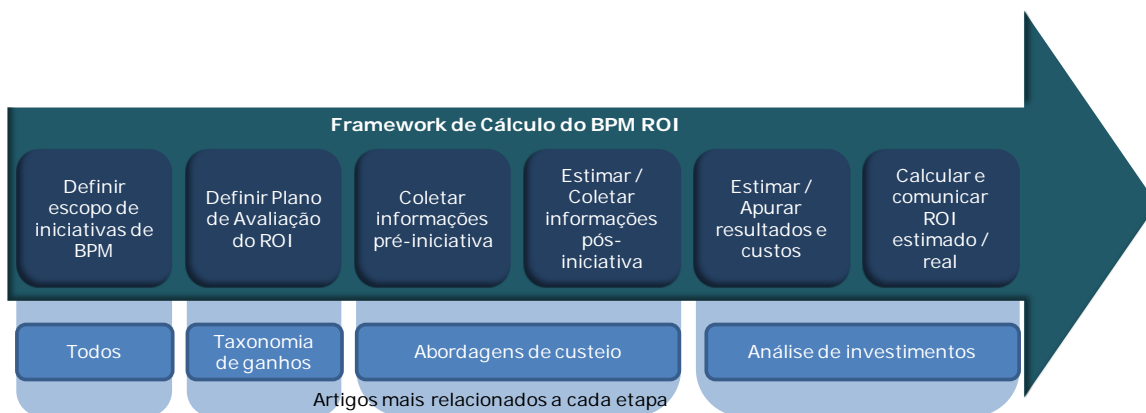 Framework de Cálculo do BPM ROI
Definir
escopo de
iniciativas de
BPM
Definir Plano
de Avaliação
do ROI
Coletar
informações
pré-iniciativa
Estimar /
Coletar
informações
pós-
iniciativa
Estimar /
Apurar
resultados e
custos
Calcular e
comunicar
ROI
estimado /
real
Todos
Taxonomia
de ganhos
Abordagens de custeio
Análise de investimentos
Artigos mais relacionados a cada etapa